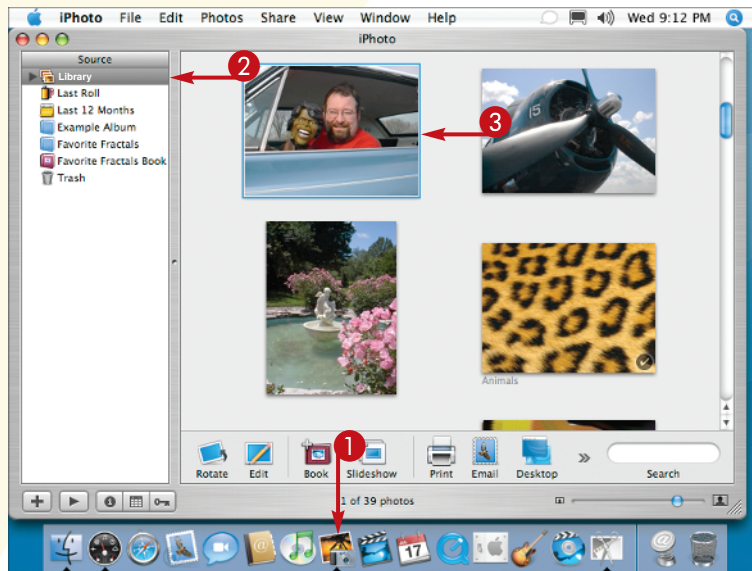 iPhoto File Edit Photos Share View Window Help Wed 9:12 PM
iPhoto
Source
Library
Last Roll
Last 12 Months
Example Album
Favorite Fractals
Favorite Fractals Book
Trash
2
3
15
Animals
1
Rotate Edit Book Slideshow Print Email Desktop » Search
1 of 39 photos
17